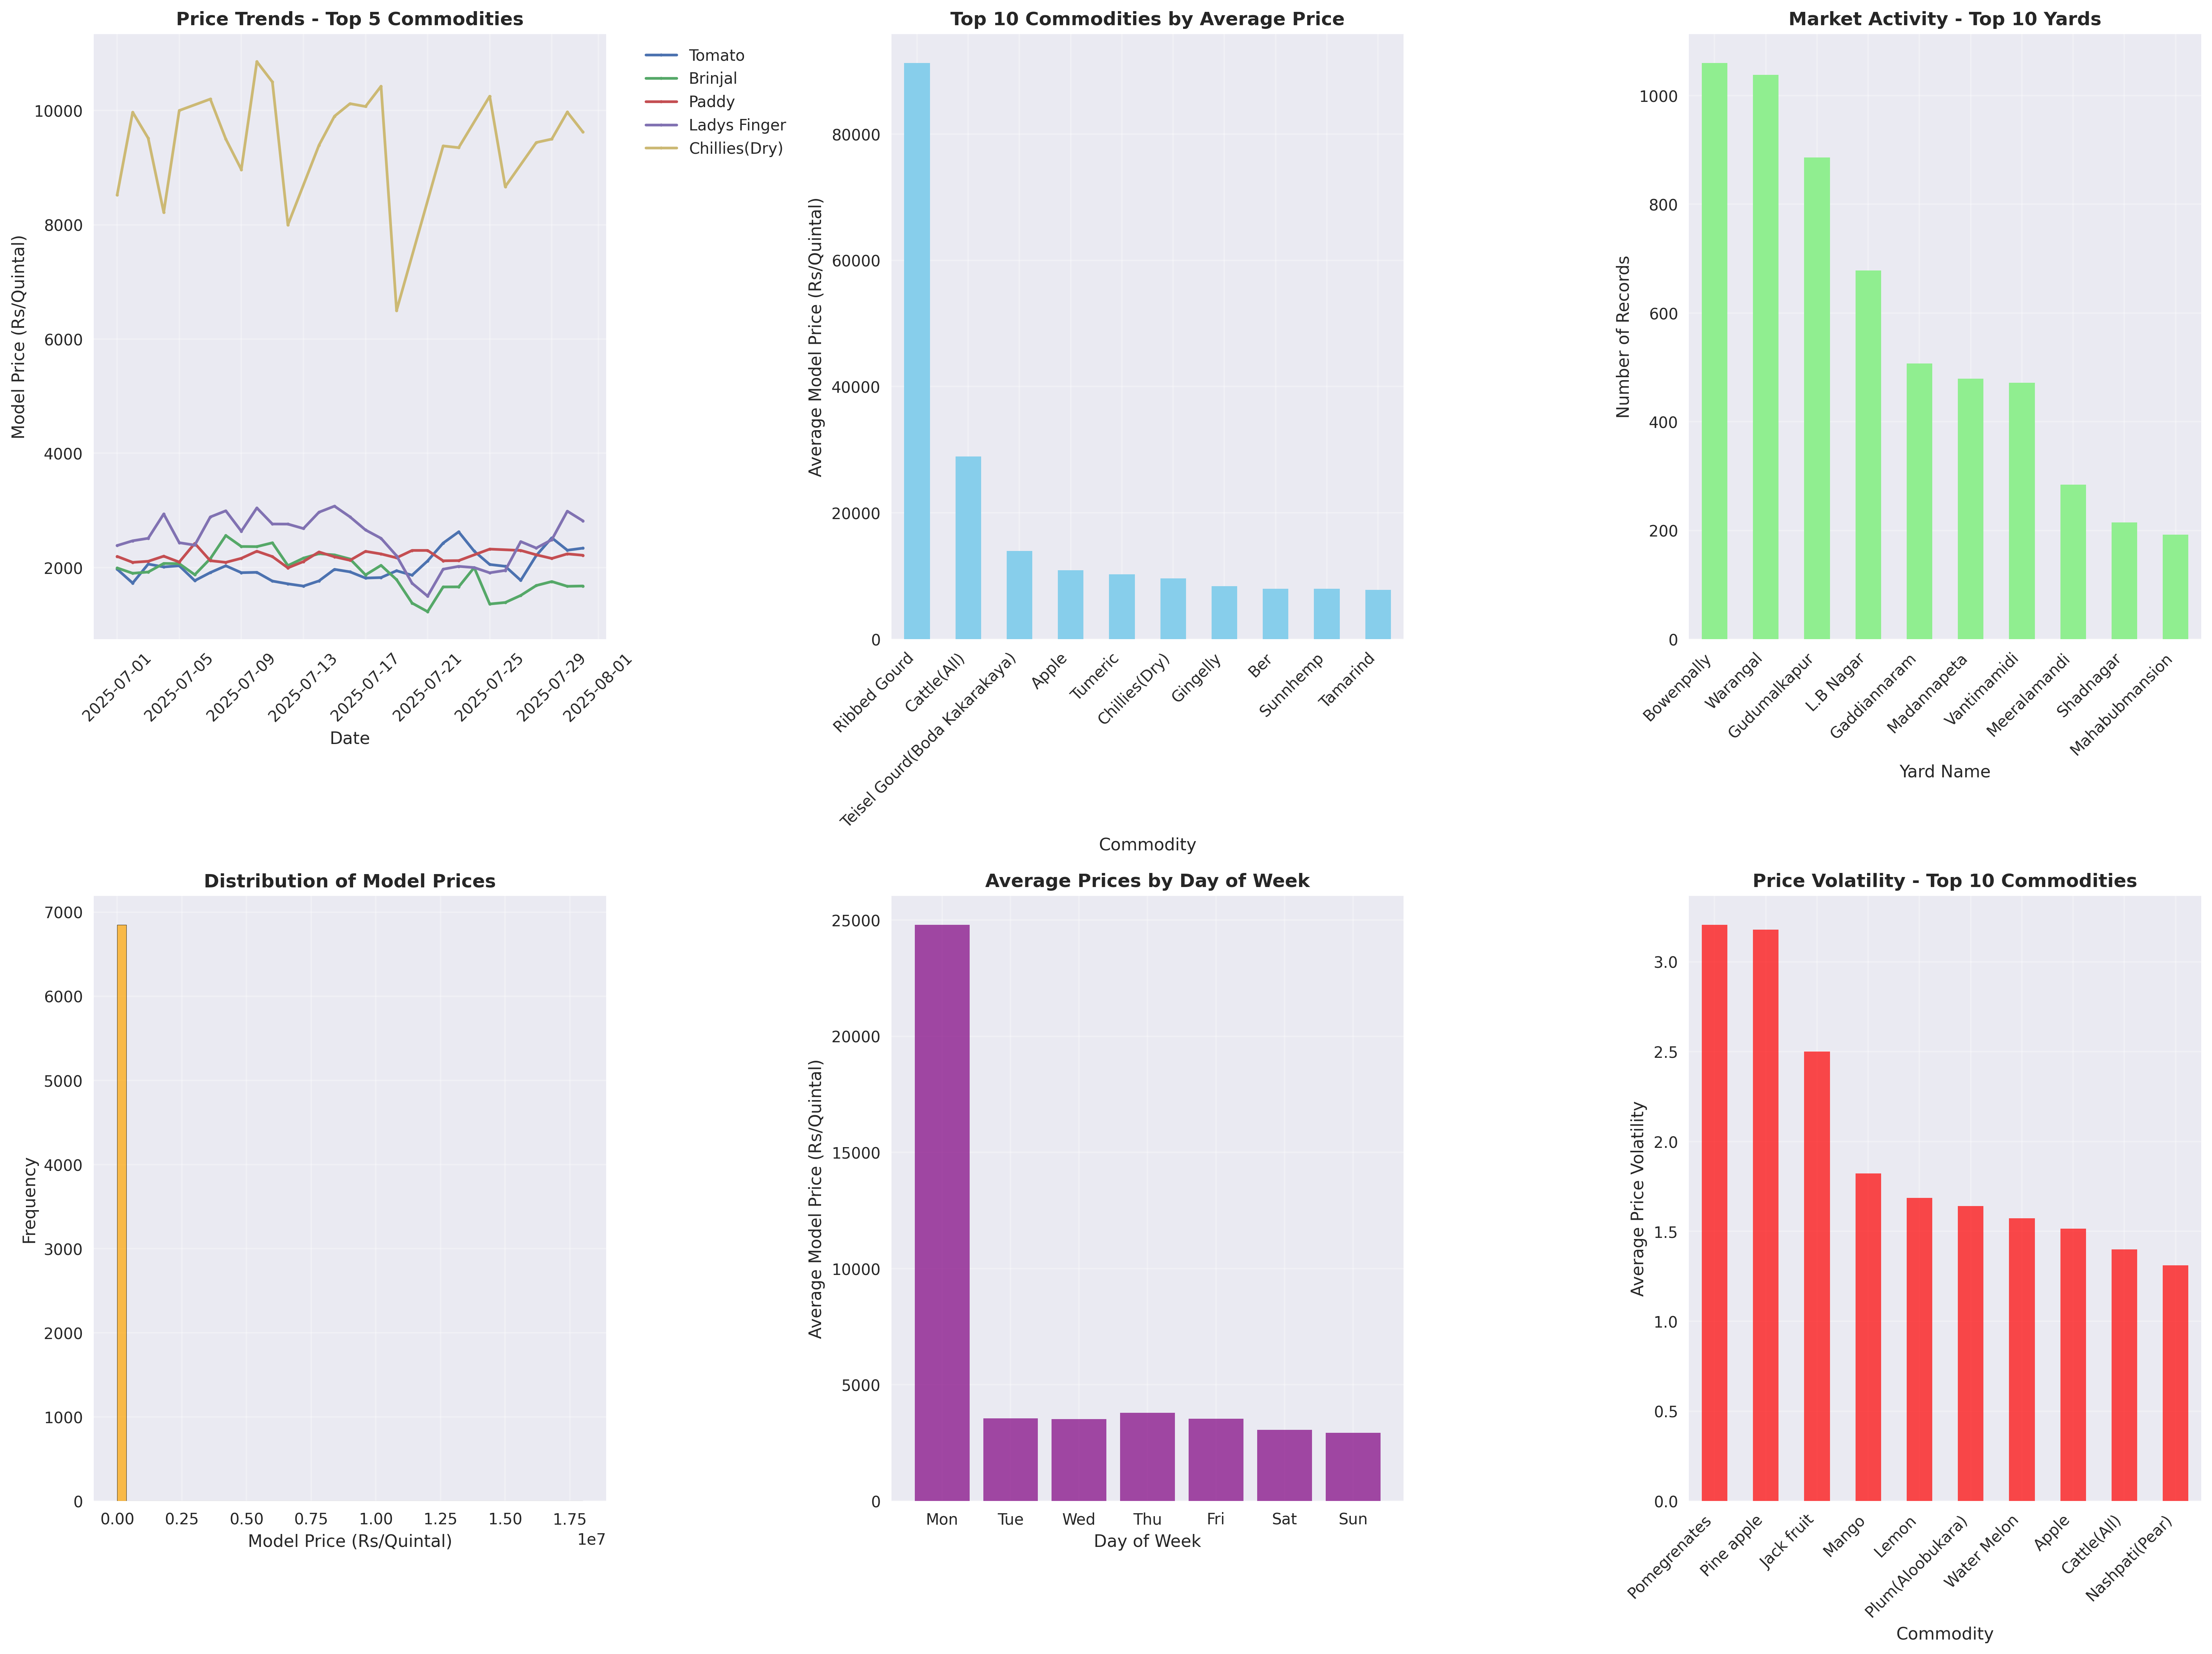 Price Trends - Top 5 Commodities
Model Price (Rs/Quintal)
10000
8000
6000
4000
2000
2025-07-01
2025-07-05
2025-07-09
2025-07-13
2025-07-17
2025-07-21
2025-07-25
2025-07-29
2025-08-01
Date
Tomato
Brinjal
Paddy
Ladys Finger
Chillies(Dry)
Top 10 Commodities by Average Price
Average Model Price (Rs/Quintal)
80000
60000
40000
20000
0
Ribbed Gourd
Cattle(All)
Teisel Gourd(Boda Kakarakaya)
Apple
Tumeric
Chillies(Dry)
Gingelly
Ber
Sunnhemp
Tamarind
Commodity
Market Activity - Top 10 Yards
Number of Records
1000
800
600
400
200
0
Bowenpally
Warangal
Gudumalkapur
L.B Nagar
Gaddiannaram
Madannapeta
Vantimamidi
Meeralamandi
Shadnagar
Mahabubmansion
Yard Name
Distribution of Model Prices
Frequency
7000
6000
5000
4000
3000
2000
1000
0
0.00 0.25 0.50 0.75 1.00 1.25 1.50 1.75
1e7
Model Price (Rs/Quintal)
Average Prices by Day of Week
Average Model Price (Rs/Quintal)
25000
20000
15000
10000
5000
0
Mon Tue Wed Thu Fri Sat Sun
Day of Week
Price Volatility - Top 10 Commodities
Average Price Volatility
3.0
2.5
2.0
1.5
1.0
0.5
0.0
Pomegrenates
Pine apple
Jack fruit
Mango
Lemon
Plum(Aloobukara)
Water Melon
Apple
Cattle(All)
Nashpati(Pear)
Commodity